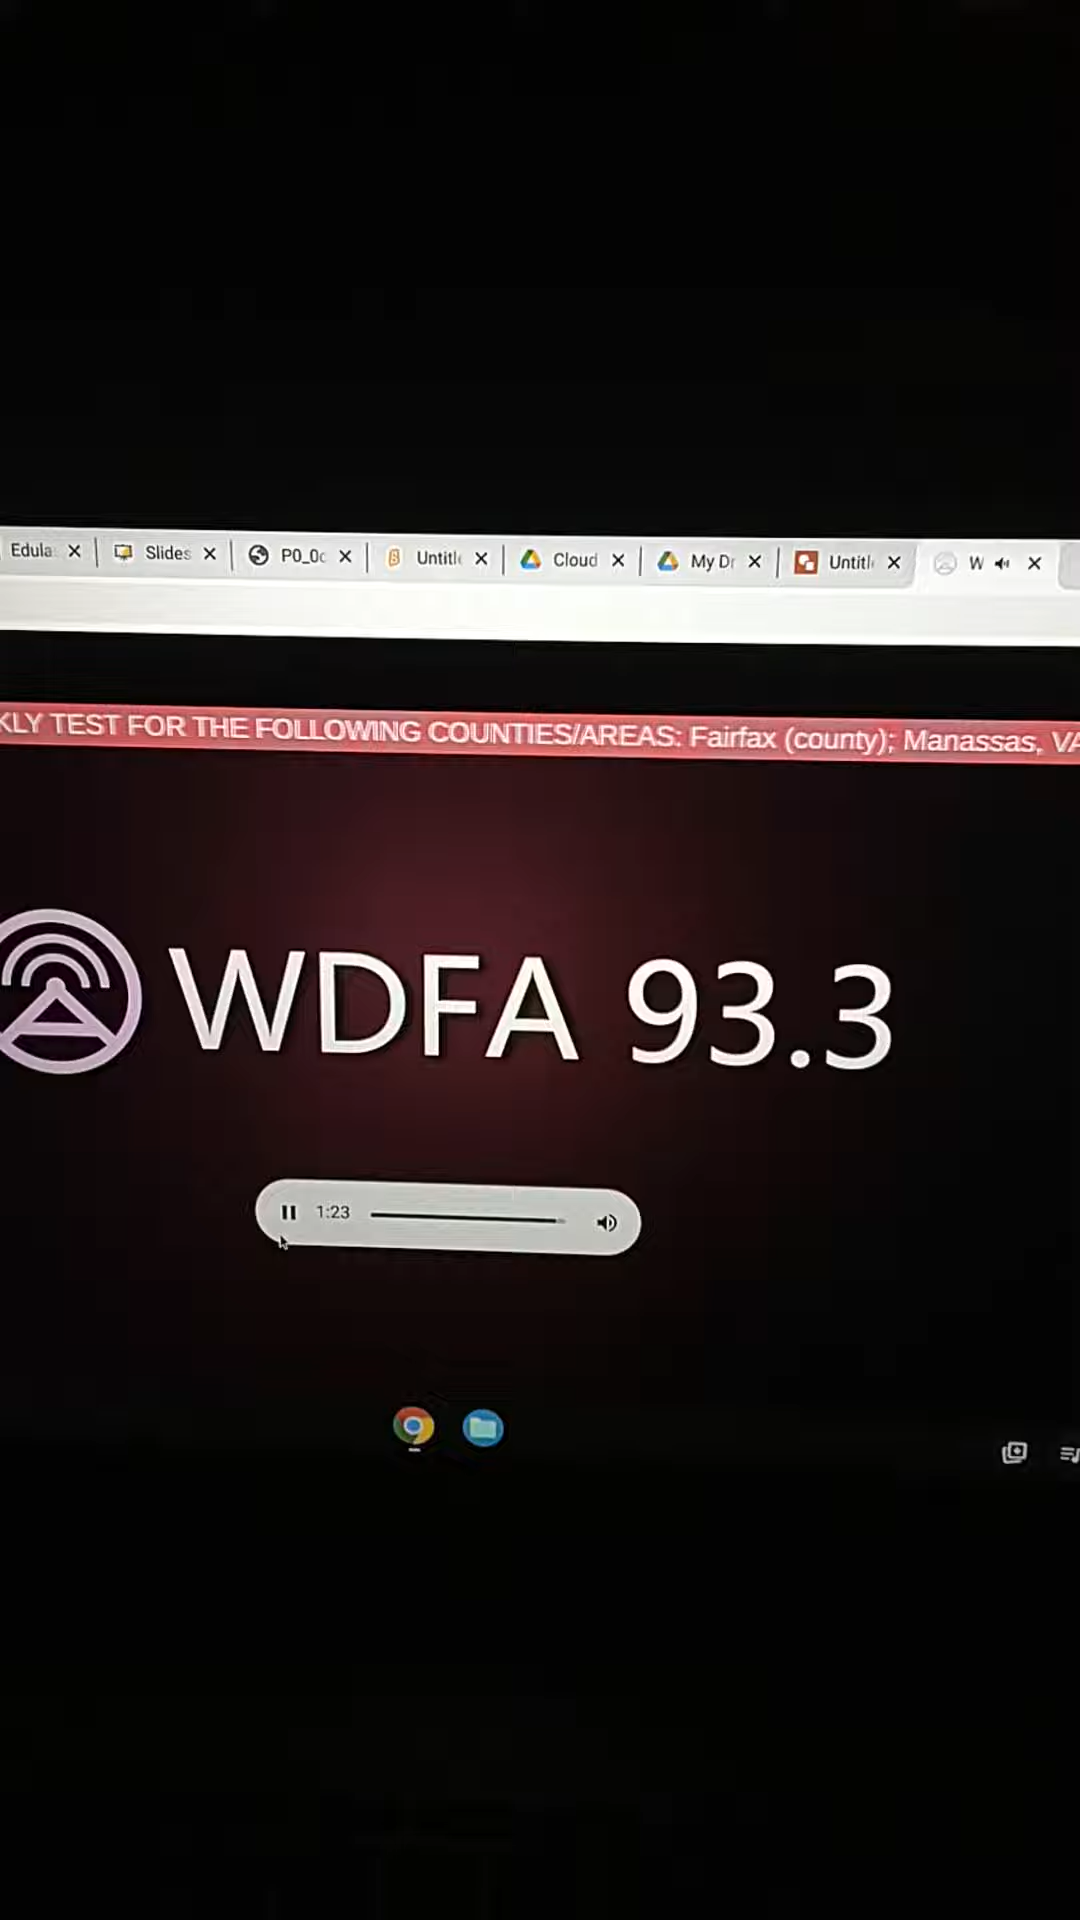 Edula Slides P0_0c Untitle Cloud My Dr Untitl W
KLY TEST FOR THE FOLLOWING COUNTIES/AREAS: Fairfax (county); Manassas, VA
WDFA 93.3
1:23